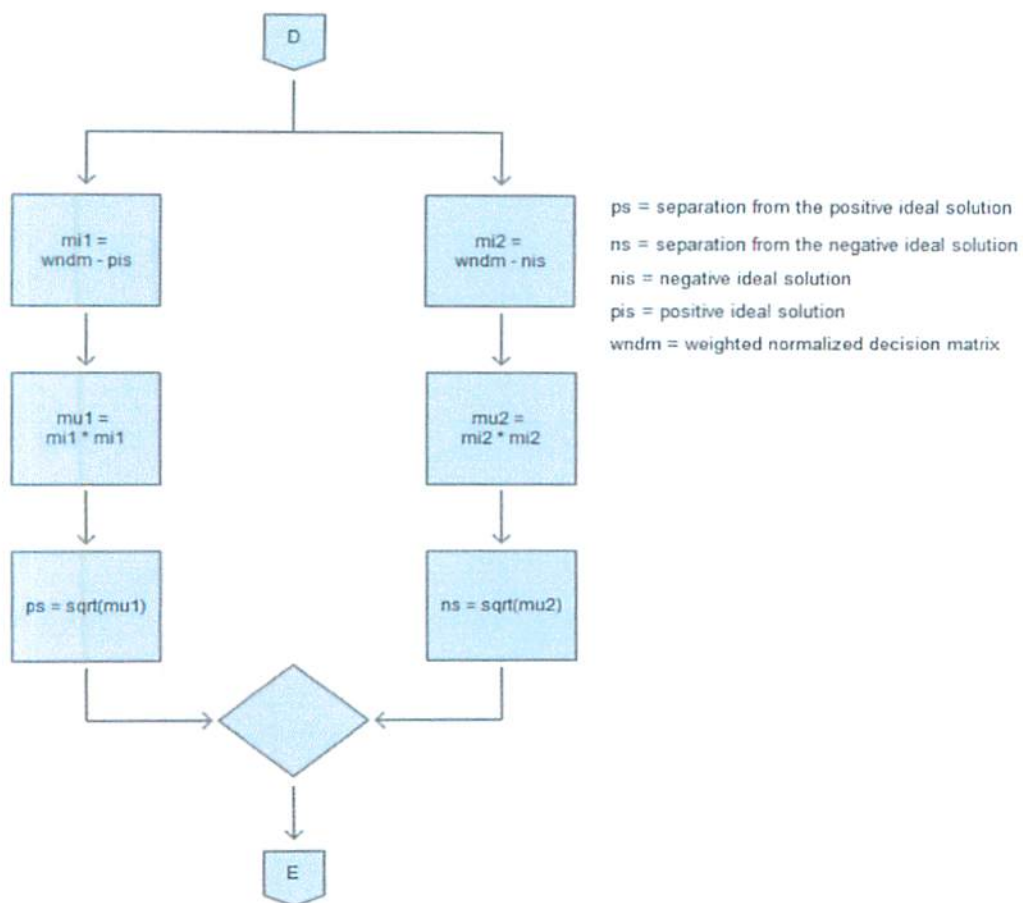 D
mi1 =
wndm - pis
mi2 =
wndm - nis
ps = separation from the positive ideal solution
ns = separation from the negative ideal solution
nis = negative ideal solution
pis = positive ideal solution
wndm = weighted normalized decision matrix
mu1 =
mi1 * mi1
mu2 =
mi2 * mi2
ps = sqrt(mu1)
ns = sqrt(mu2)
E